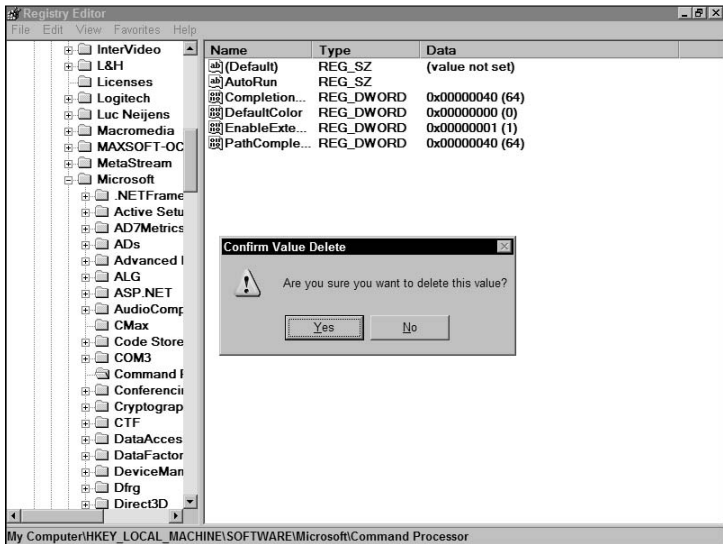 Registry Editor
File Edit View Favorites Help
InterVideo
L&H
Licenses
Logitech
Luc Neijens
Macromedia
MAXSOFT-OC
MetaStream
Microsoft
.NETFrame
Active Setu
AD7Metrics
ADs
Advanced I
ALG
ASP.NET
AudioComp
CMax
Code Store
COM3
Command F
Conferencin
Cryptograp
CTF
DataAcces
DataFactor
DeviceMan
Dfrg
Direct3D
Name Type Data
(Default) REG_SZ (value not set)
AutoRun REG_SZ
Completion... REG_DWORD 0x00000040 (64)
DefaultColor REG_DWORD 0x00000000 (0)
EnableExte... REG_DWORD 0x00000001 (1)
PathComple... REG_DWORD 0x00000040 (64)
Confirm Value Delete
Are you sure you want to delete this value?
Yes No
My Computer\HKEY_LOCAL_MACHINE\SOFTWARE\Microsoft\Command Processor